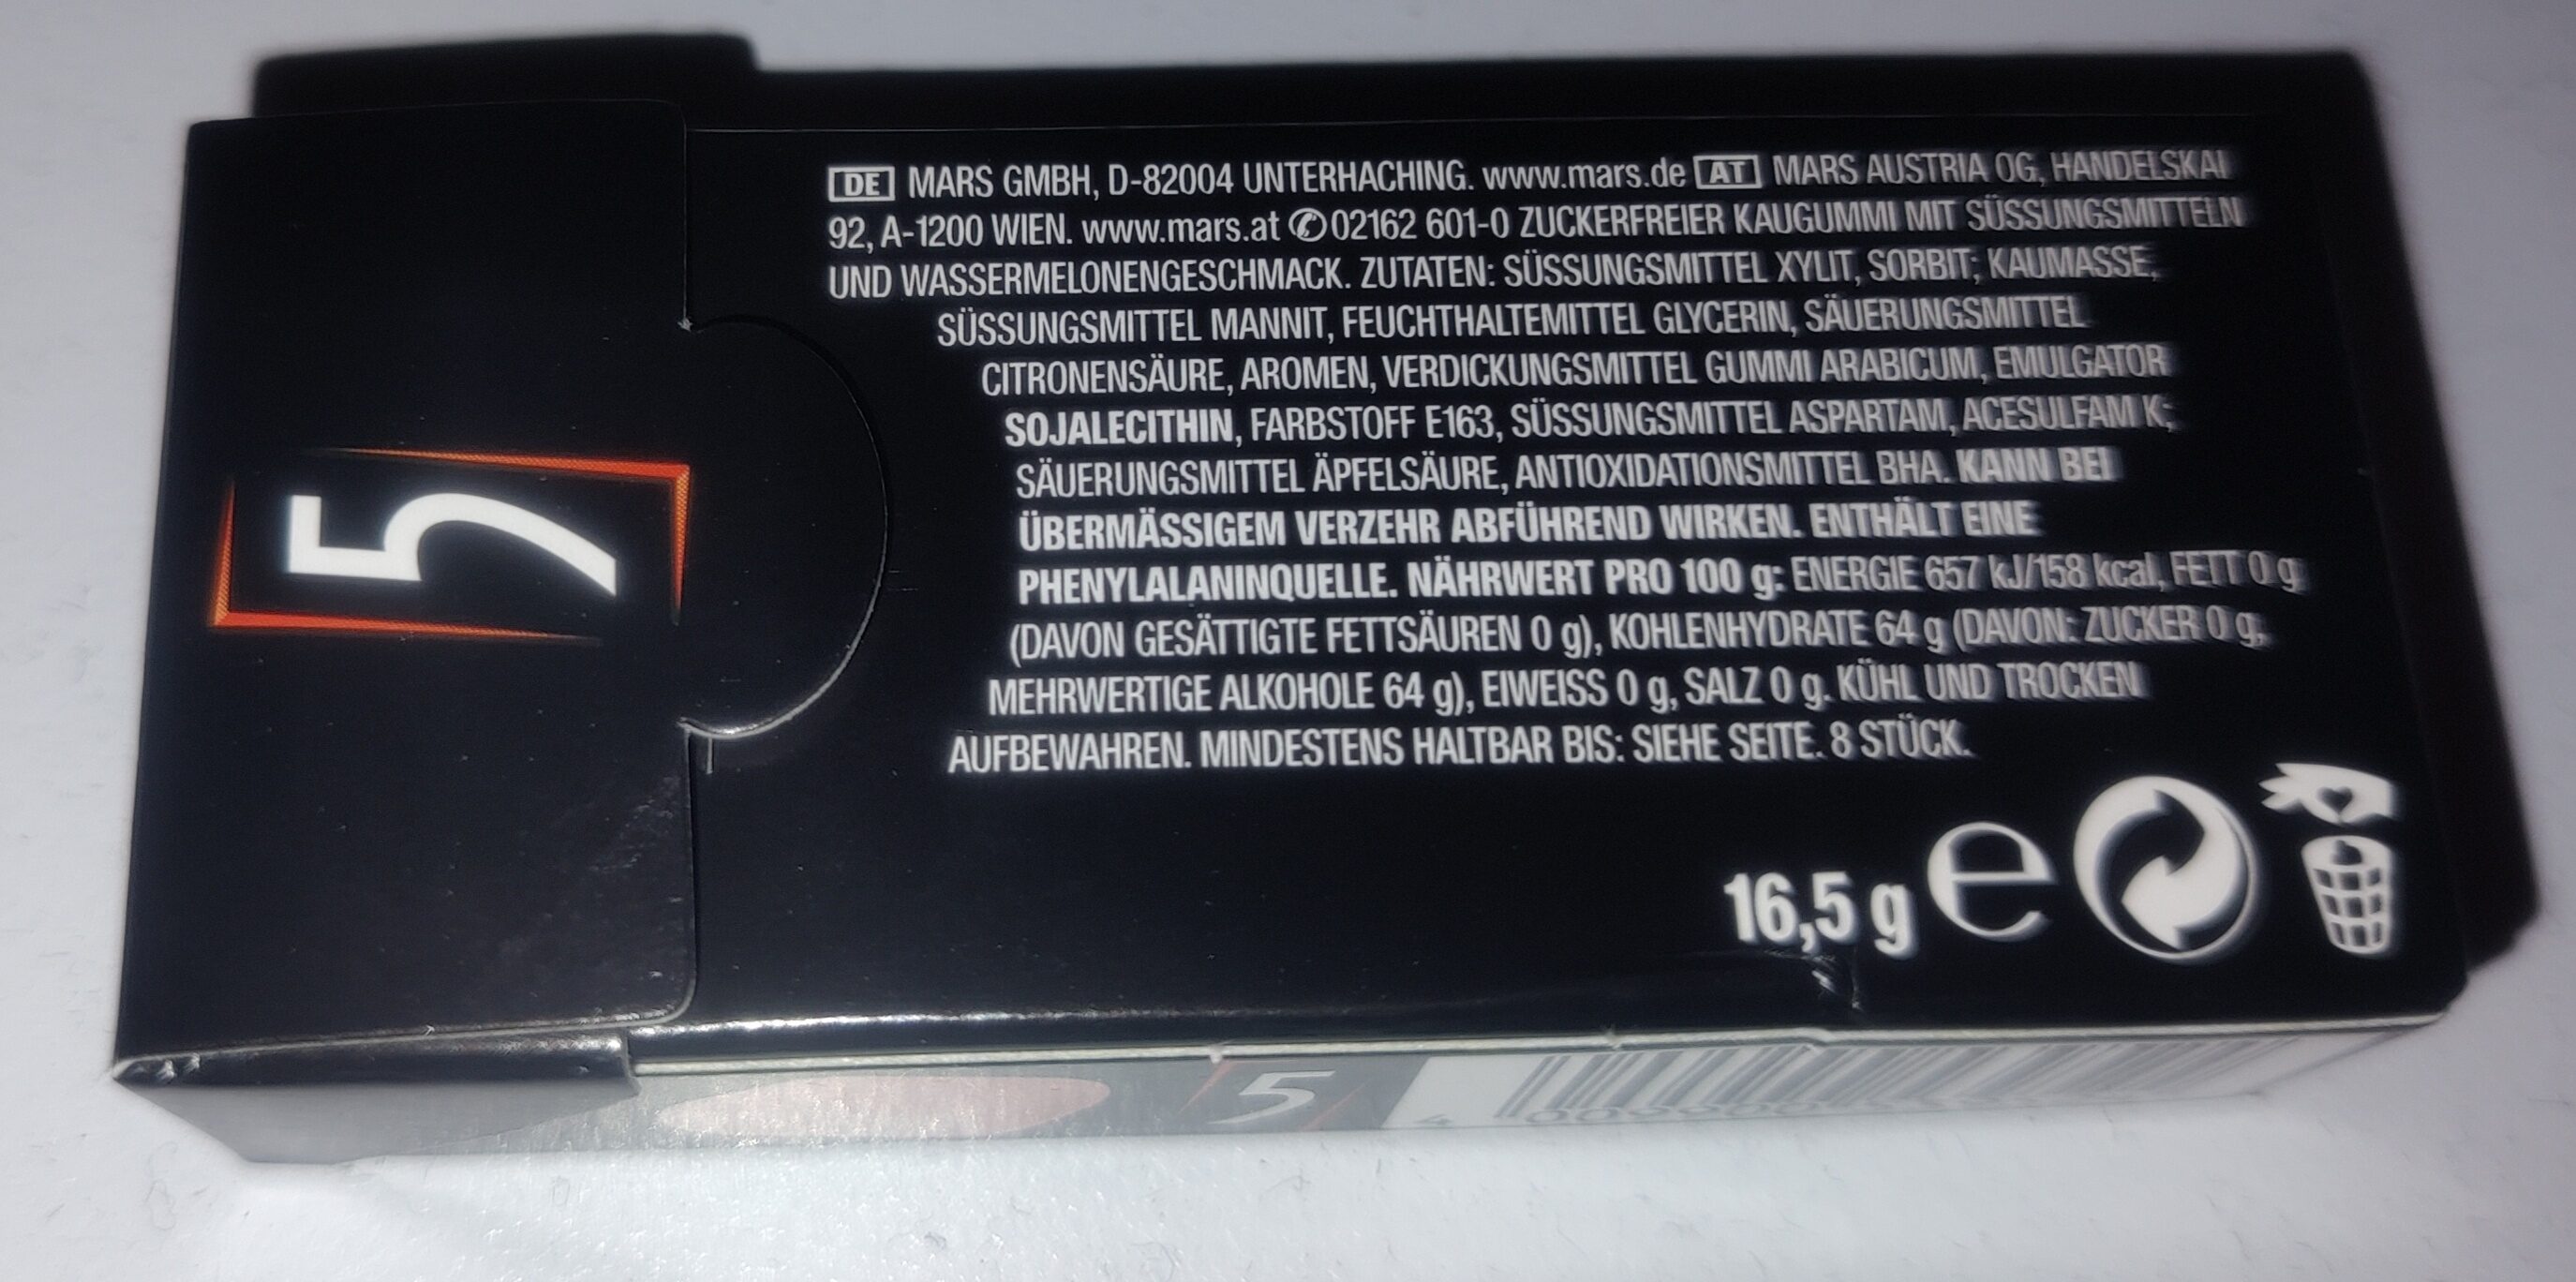 5
DE MARS GMBH, D-82004 UNTERHACHING. www.mars.de AT MARS AUSTRIA OG, HANDELSKAI
92, A-1200 WIEN. www.mars.at ✆02162 601-0 ZUCKERFREIER KAUGUMMI MIT SÜSSUNGSMITTELN
UND WASSERMELONENGESCHMACK. ZUTATEN: SÜSSUNGSMITTEL XYLIT, SORBIT; KAUMASSE,
SÜSSUNGSMITTEL MANNIT, FEUCHTHALTEMITTEL GLYCERIN, SÄUERUNGSMITTEL
CITRONENSÄURE, AROMEN, VERDICKUNGSMITTEL GUMMI ARABICUM, EMULGATOR
SOJALECITHIN, FARBSTOFF E163, SÜSSUNGSMITTEL ASPARTAM, ACESULFAM K;
SÄUERUNGSMITTEL ÄPFELSÄURE, ANTIOXIDATIONSMITTEL BHA. KANN BEI
ÜBERMÄSSIGEM VERZEHR ABFÜHREND WIRKEN. ENTHÄLT EINE
PHENYLALANINQUELLE. NÄHRWERT PRO 100 g: ENERGIE 657 kJ/158 kcal, FETT 0 g
(DAVON GESÄTTIGTE FETTSÄUREN 0 g), KOHLENHYDRATE 64 g (DAVON: ZUCKER 0 g,
MEHRWERTIGE ALKOHOLE 64 g), EIWEISS 0 g, SALZ 0 g. KÜHL UND TROCKEN
AUFBEWAHREN. MINDESTENS HALTBAR BIS: SIEHE SEITE. 8 STÜCK.
16,5 g e
5